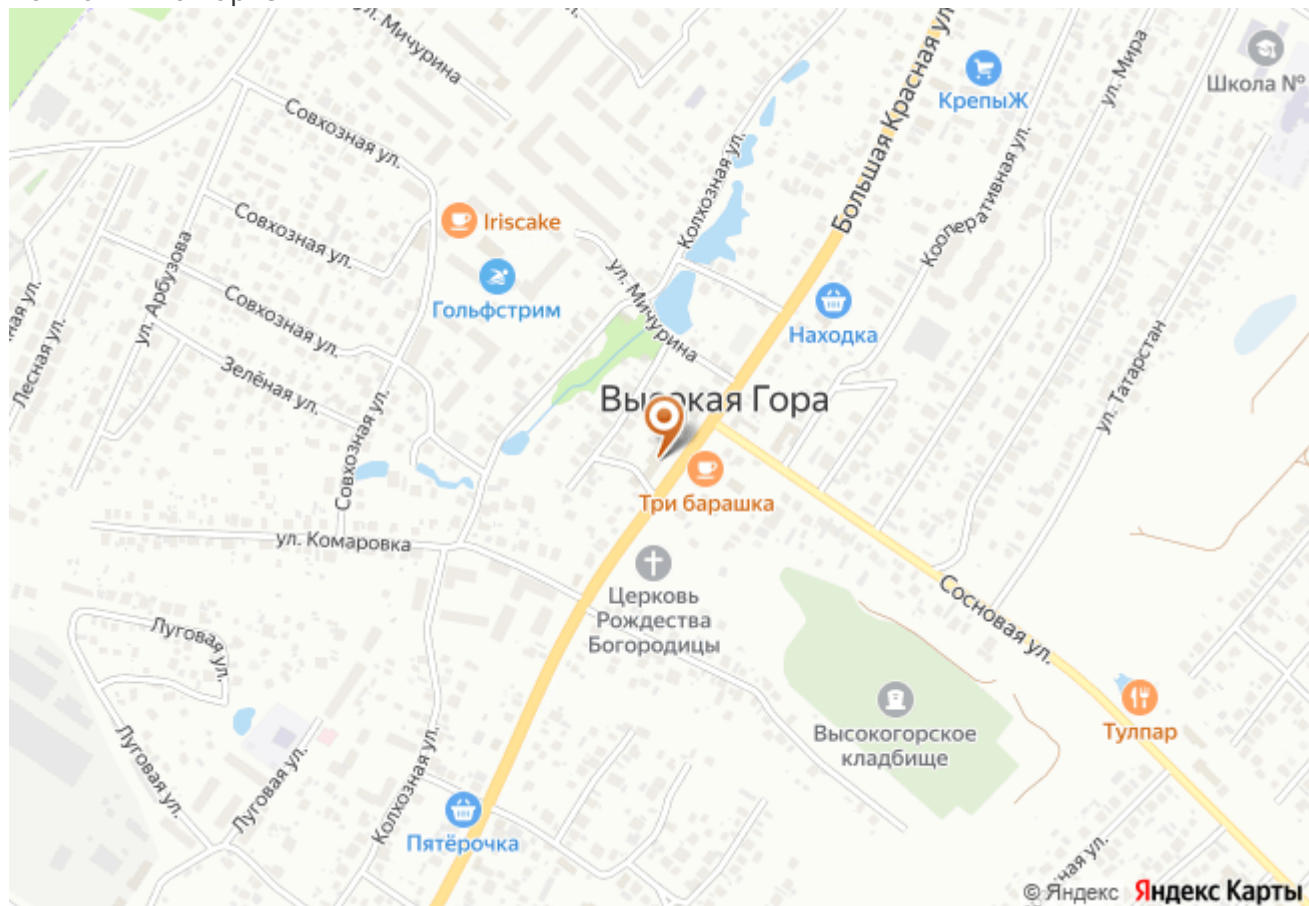 ул. Мичурина
Большая Красная ул.
КрепыЖ
ул. Мира
Школа №
Совхозная ул.
Колхозная ул.
Кооперативная ул.
Iriscake
Совхозная ул.
ул. Арбузова
Гольфстрим
ул. Мичурина
Находка
Совхозная ул.
Лесная ул.
Зелёная ул.
ул. Татарстан
Высокая Гора
Совхозная ул.
Три барашка
ул. Комаровка
Церковь
Рождества
Богородицы
Сосновая ул.
Луговая ул.
Высокогорское
кладбище
Тулпар
Луговая ул.
Луговая ул.
Колхозная ул.
Пятёрочка
© Яндекс Яндекс Карты